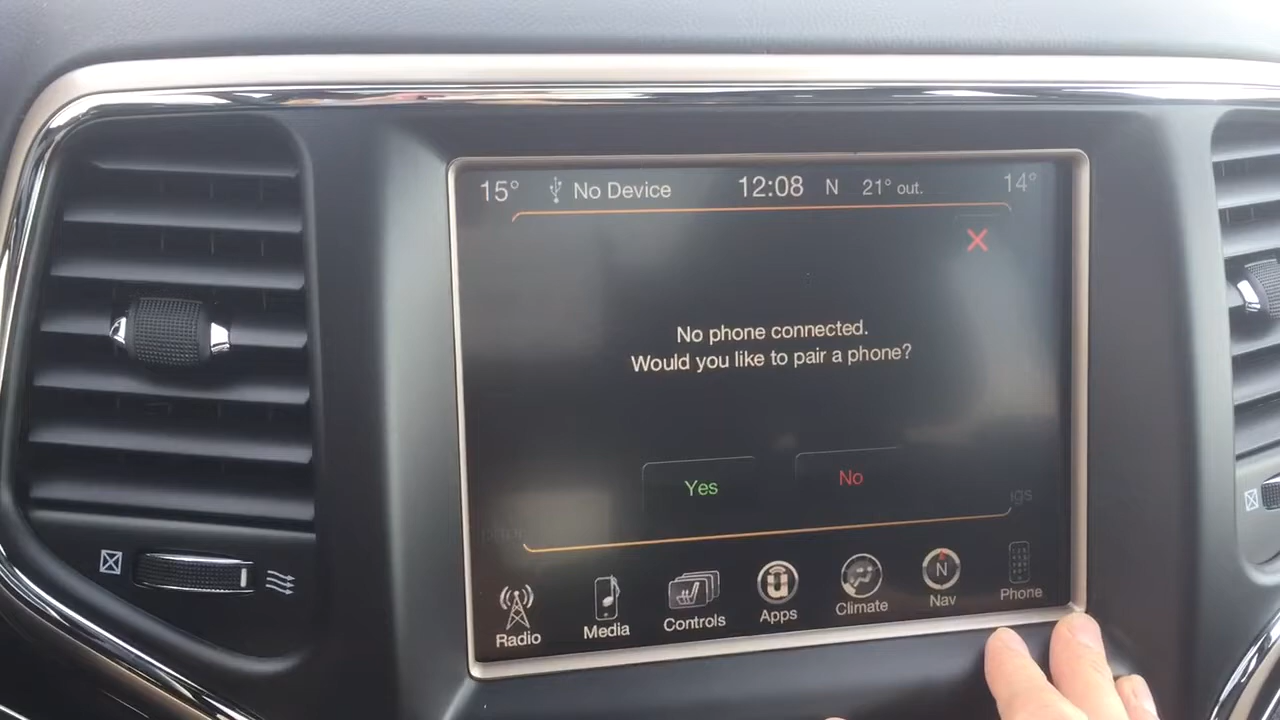 15° No Device 12:08 N 21° out. 14°
No phone connected.
Would you like to pair a phone?
Yes No
Radio Media Controls Apps Climate Nav Phone
N